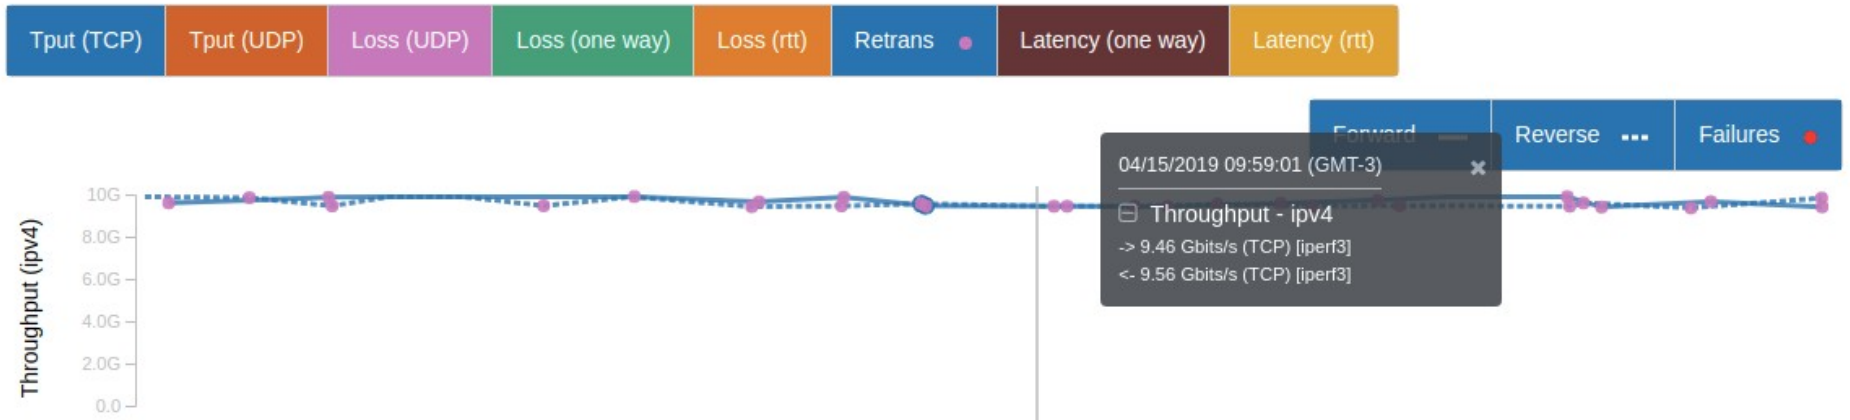 Tput (TCP) Tput (UDP) Loss (UDP) Loss (one way) Loss (rtt) Retrans Latency (one way) Latency (rtt)
Forward Reverse Failures
04/15/2019 09:59:01 (GMT-3)
Throughput - ipv4
-> 9.46 Gbits/s (TCP) [iperf3]
<- 9.56 Gbits/s (TCP) [iperf3]
Throughput (ipv4)
10G
8.0G
6.0G
4.0G
2.0G
0.0